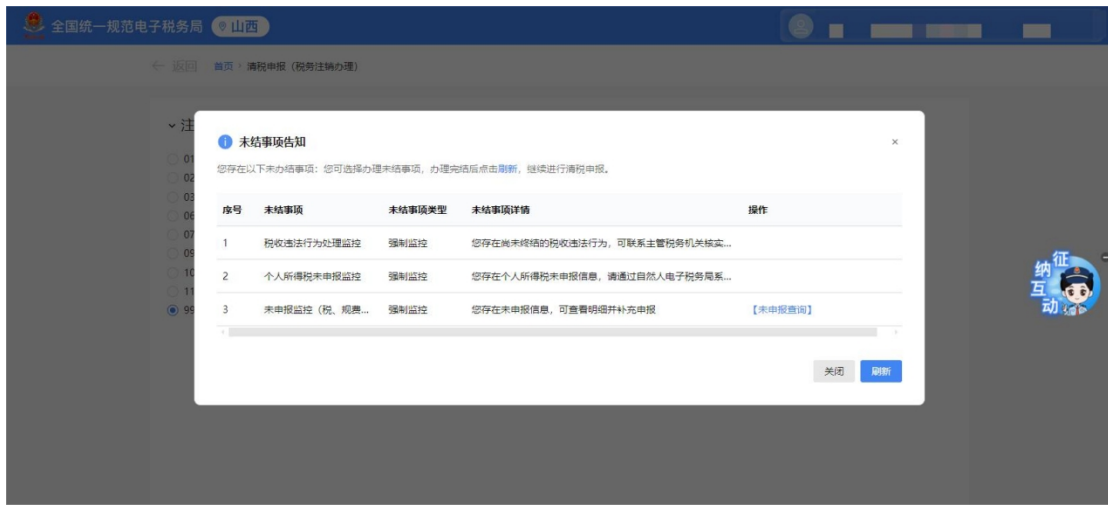 全国统一规范电子税务局 山西
← 返回 首页 › 清税申报（税务注销办理）
注
01
02
03
06
07
09
10
11
99
未结事项告知 ×
您存在以下未办结事项：您可选择办理未结事项，办理完结后点击刷新，继续进行清税申报。
序号 未结事项 未结事项类型 未结事项详情 操作
1 税收违法行为处理监控 强制监控 您存在尚未终结的税收违法行为，可联系主管税务机关核实...
2 个人所得税未申报监控 强制监控 您存在个人所得税未申报信息，请通过自然人电子税务局系...
3 未申报监控（税、规费... 强制监控 您存在未申报信息，可查看明细并补充申报 【未申报查询】
关闭 刷新
征纳互动